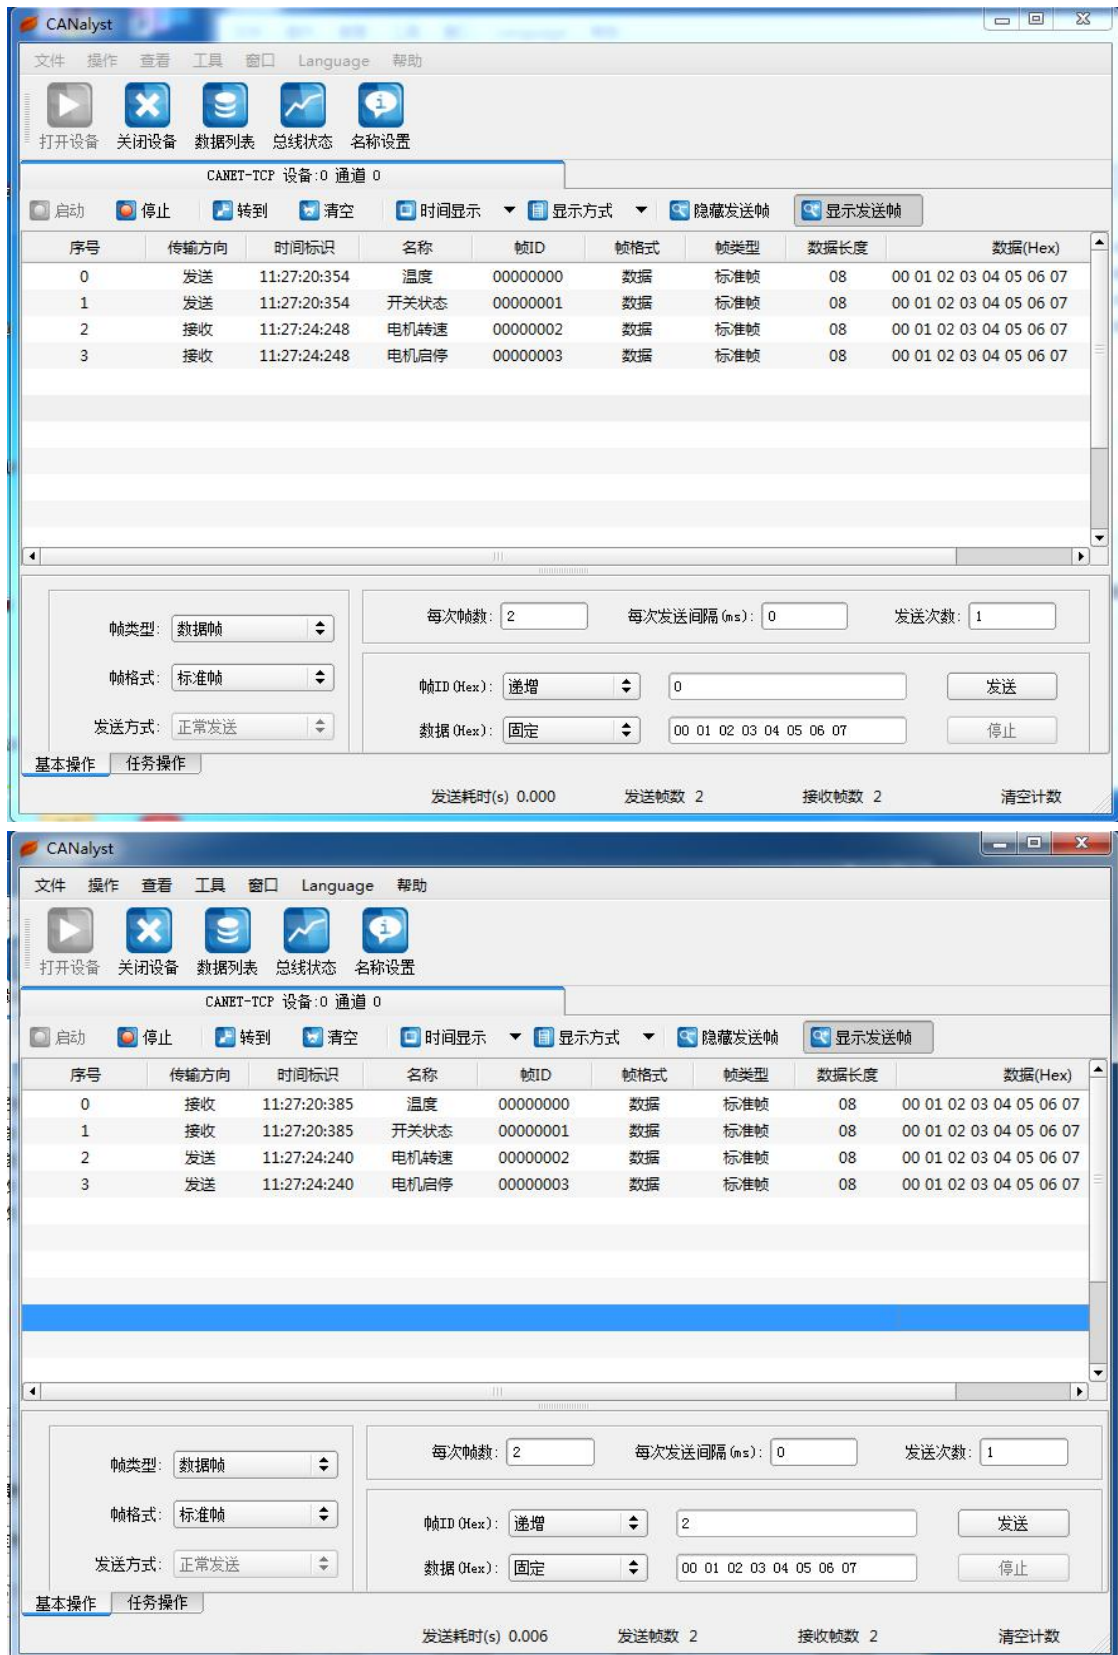 CANalyst
文件 操作 查看 工具 窗口 Language 帮助
打开设备 关闭设备 数据列表 总线状态 名称设置
CANET-TCP 设备:0 通道 0
启动 停止 转到 清空 时间显示 显示方式 隐藏发送帧 显示发送帧
序号 传输方向 时间标识 名称 帧ID 帧格式 帧类型 数据长度 数据(Hex)
0 发送 11:27:20:354 温度 00000000 数据 标准帧 08 00 01 02 03 04 05 06 07
1 发送 11:27:20:354 开关状态 00000001 数据 标准帧 08 00 01 02 03 04 05 06 07
2 接收 11:27:24:248 电机转速 00000002 数据 标准帧 08 00 01 02 03 04 05 06 07
3 接收 11:27:24:248 电机启停 00000003 数据 标准帧 08 00 01 02 03 04 05 06 07
每次帧数: 2 每次发送间隔(ms): 0 发送次数: 1
帧类型: 数据帧
帧格式: 标准帧 帧ID(Hex): 递增 0 发送
发送方式: 正常发送 数据(Hex): 固定 00 01 02 03 04 05 06 07 停止
基本操作 任务操作
发送耗时(s) 0.000 发送帧数 2 接收帧数 2 清空计数
CANalyst
文件 操作 查看 工具 窗口 Language 帮助
打开设备 关闭设备 数据列表 总线状态 名称设置
CANET-TCP 设备:0 通道 0
启动 停止 转到 清空 时间显示 显示方式 隐藏发送帧 显示发送帧
序号 传输方向 时间标识 名称 帧ID 帧格式 帧类型 数据长度 数据(Hex)
0 接收 11:27:20:385 温度 00000000 数据 标准帧 08 00 01 02 03 04 05 06 07
1 接收 11:27:20:385 开关状态 00000001 数据 标准帧 08 00 01 02 03 04 05 06 07
2 发送 11:27:24:240 电机转速 00000002 数据 标准帧 08 00 01 02 03 04 05 06 07
3 发送 11:27:24:240 电机启停 00000003 数据 标准帧 08 00 01 02 03 04 05 06 07
每次帧数: 2 每次发送间隔(ms): 0 发送次数: 1
帧类型: 数据帧
帧格式: 标准帧 帧ID(Hex): 递增 2 发送
发送方式: 正常发送 数据(Hex): 固定 00 01 02 03 04 05 06 07 停止
基本操作 任务操作
发送耗时(s) 0.006 发送帧数 2 接收帧数 2 清空计数